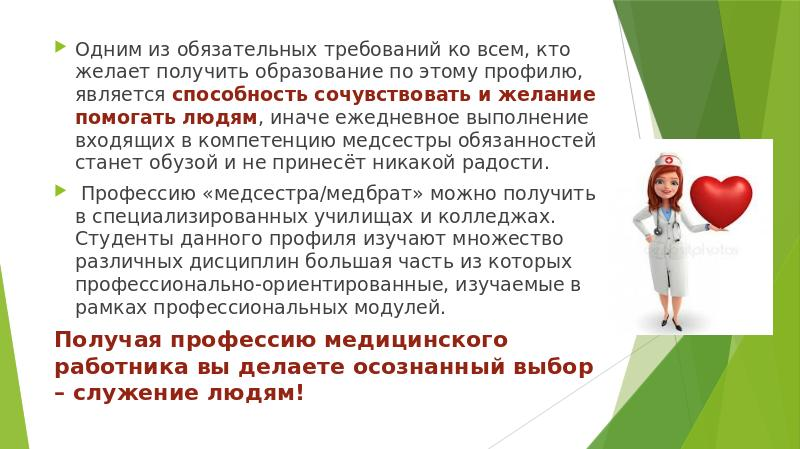 Одним из обязательных требований ко всем, кто
желает получить образование по этому профилю,
является способность сочувствовать и желание
помогать людям, иначе ежедневное выполнение
входящих в компетенцию медсестры обязанностей
станет обузой и не принесёт никакой радости.
Профессию «медсестра/медбрат» можно получить
в специализированных училищах и колледжах.
Студенты данного профиля изучают множество
различных дисциплин большая часть из которых
профессионально-ориентированные, изучаемые в
рамках профессиональных модулей.
Получая профессию медицинского
работника вы делаете осознанный выбор
– служение людям!